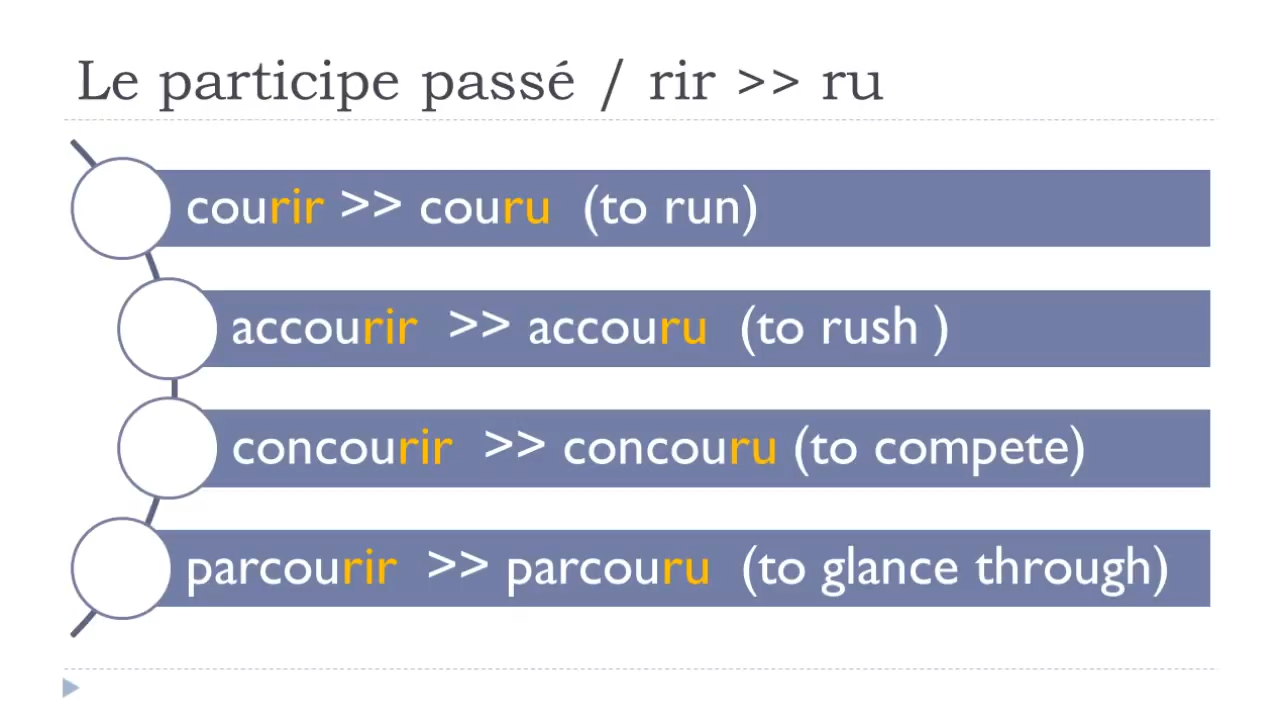 Le participe passé / rir >> ru
courir >> couru (to run)
accourir >> accouru (to rush )
concourir >> concouru (to compete)
parcourir >> parcouru (to glance through)